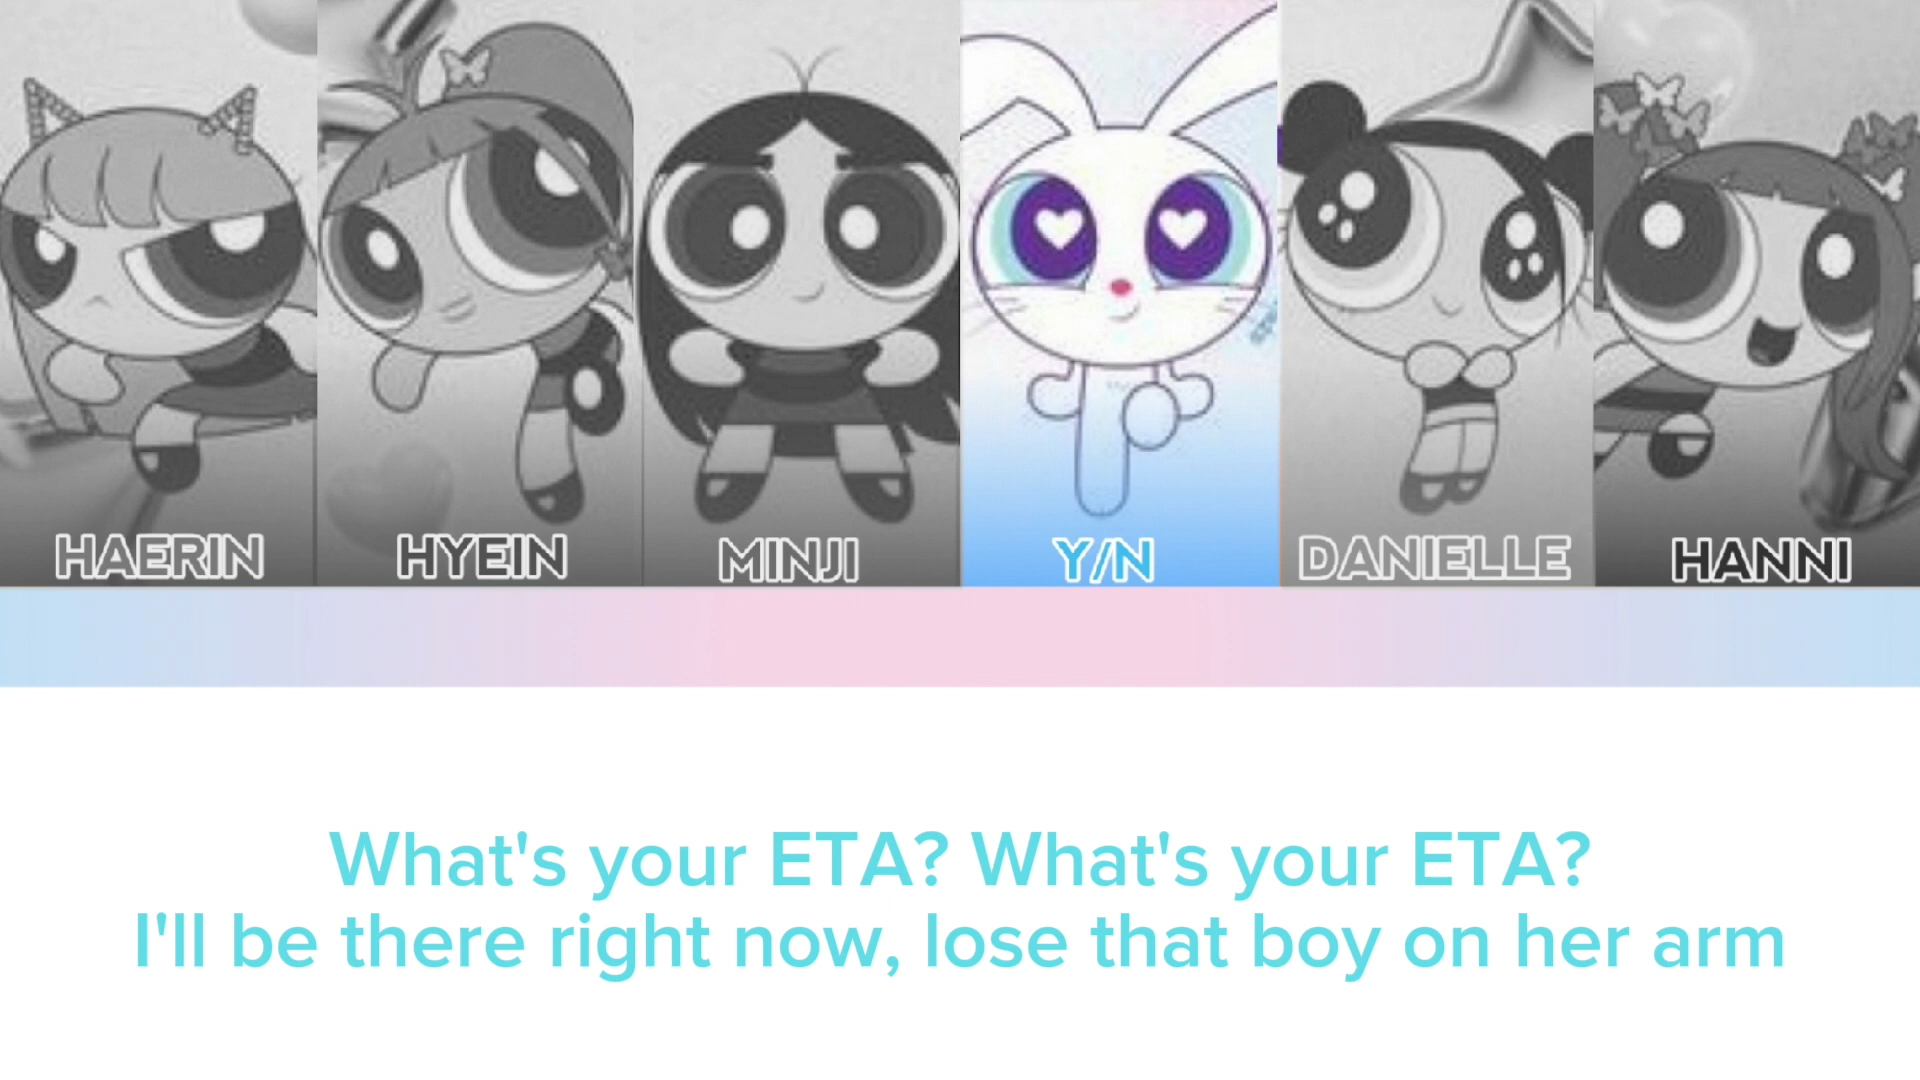 HAERIN
HYEIN
MINJI
Y/N
DANIELLE
HANNI
What's your ETA? What's your ETA?
I'll be there right now, lose that boy on her arm